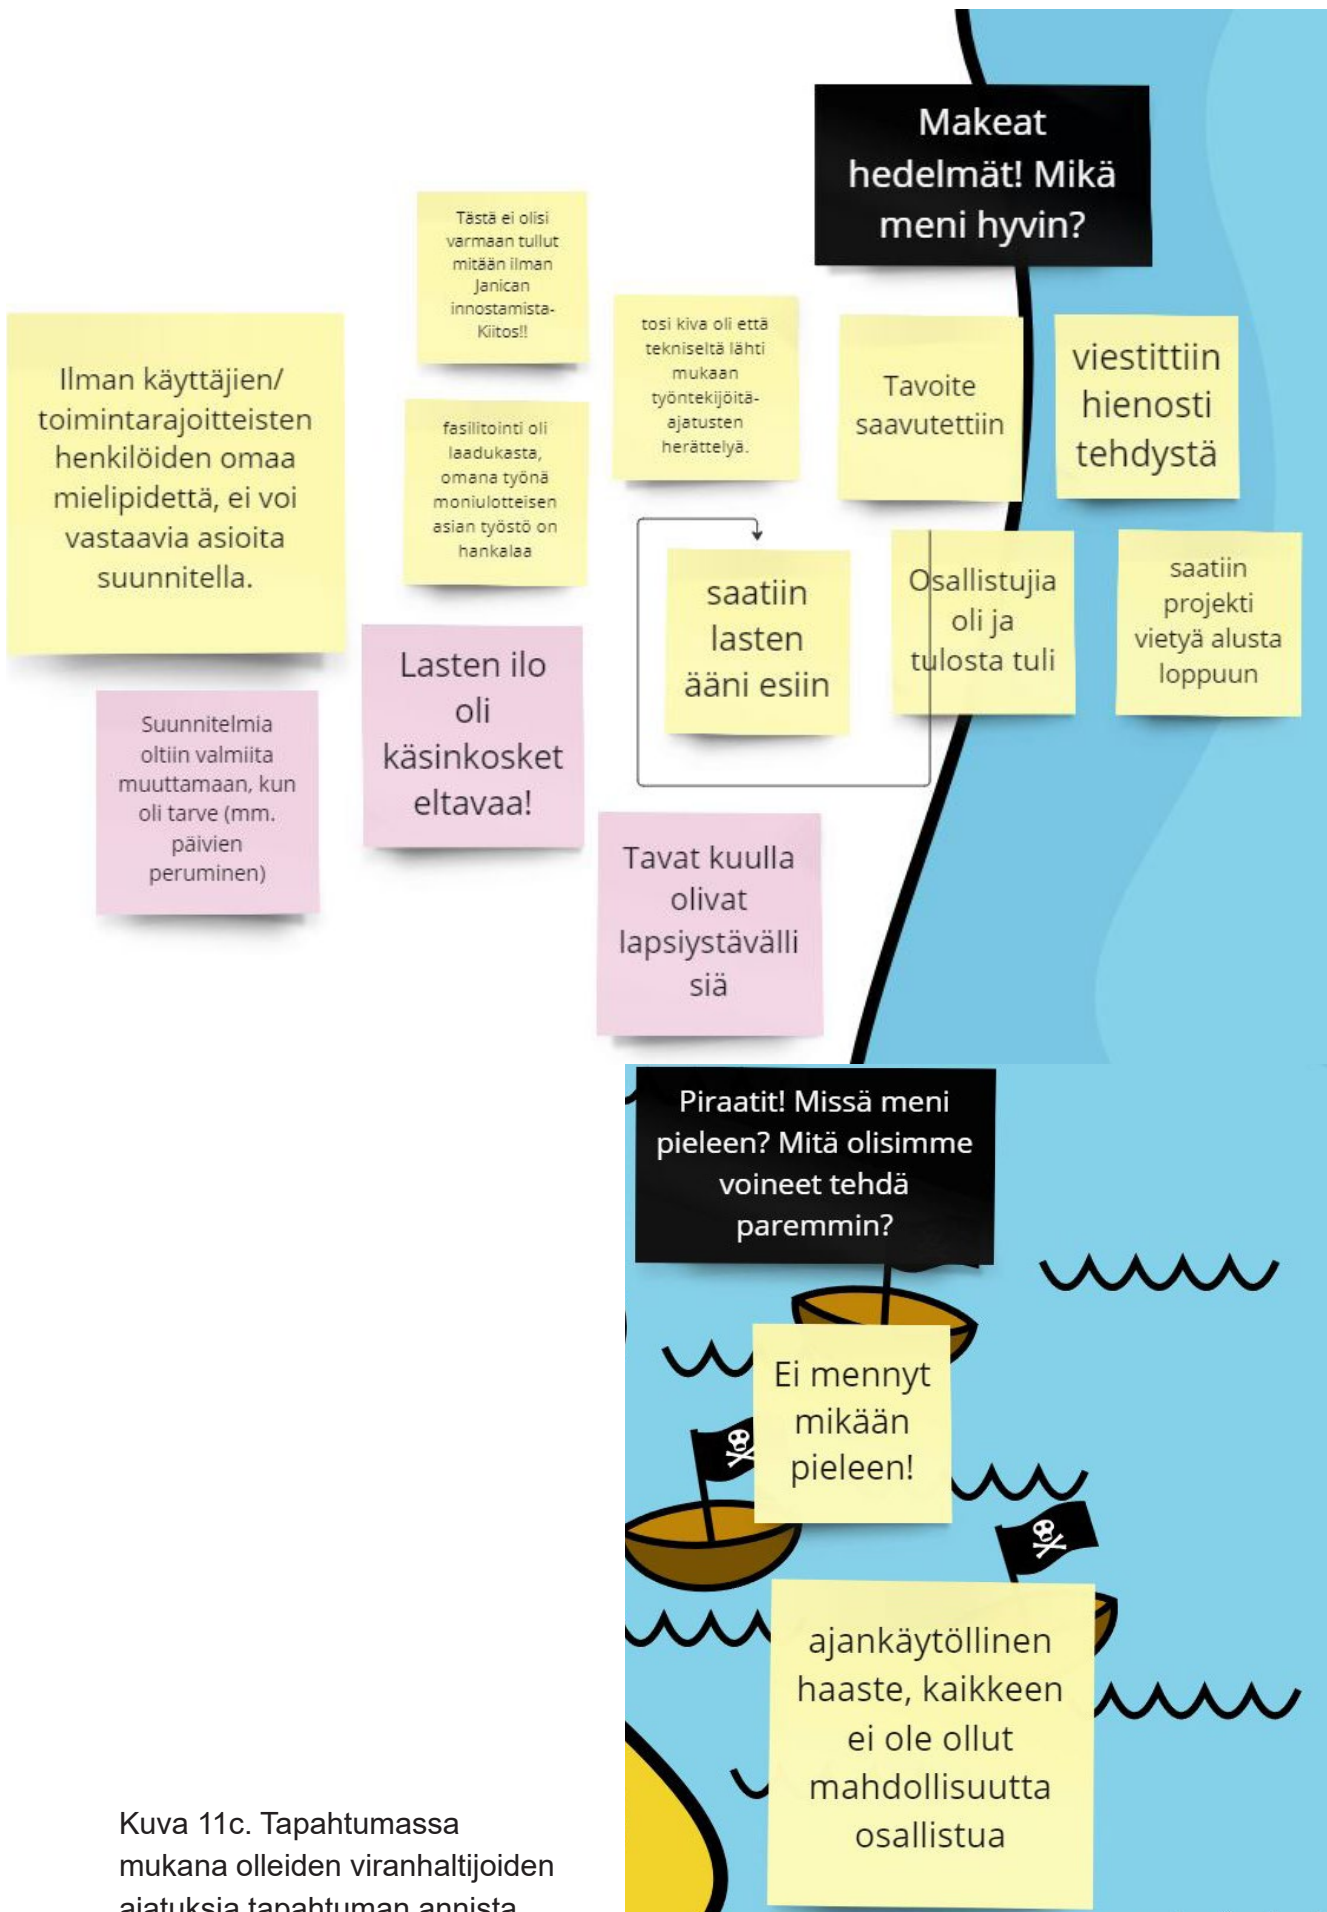 Makeat
hedelmät! Mikä
meni hyvin?
Tästä ei olisi
varmaan tullut
mitään ilman
Janican
innostamista-
Kiitos!!
tosi kiva oli että
tekniseltä lähti
mukaan
työntekijöitä-
ajatusten
herättelyä.
Tavoite
saavutettiin
viestittiin
hienosti
tehdystä
Ilman käyttäjien/
toimintarajoitteisten
henkilöiden omaa
mielipidettä, ei voi
vastaavia asioita
suunnitella.
fasilitointi oli
laadukasta,
omana työnä
moniulotteisen
asian työstö on
hankalaa
saatiin
lasten
ääni esiin
Osallistujia
oli ja
tulosta tuli
saatiin
projekti
vietyä alusta
loppuun
Suunnitelmia
oltiin valmiita
muuttamaan, kun
oli tarve (mm.
päivien
peruminen)
Lasten ilo
oli
käsinkosket
eltavaa!
Tavat kuulla
olivat
lapsiystävälli
siä
Piraatit! Missä meni
pieleen? Mitä olisimme
voineet tehdä
paremmin?
Ei mennyt
mikään
pieleen!
ajankäytöllinen
haaste, kaikkeen
ei ole ollut
mahdollisuutta
osallistua
Kuva 11c. Tapahtumassa
mukana olleiden viranhaltijoiden
ajatuksia tapahtuman annista